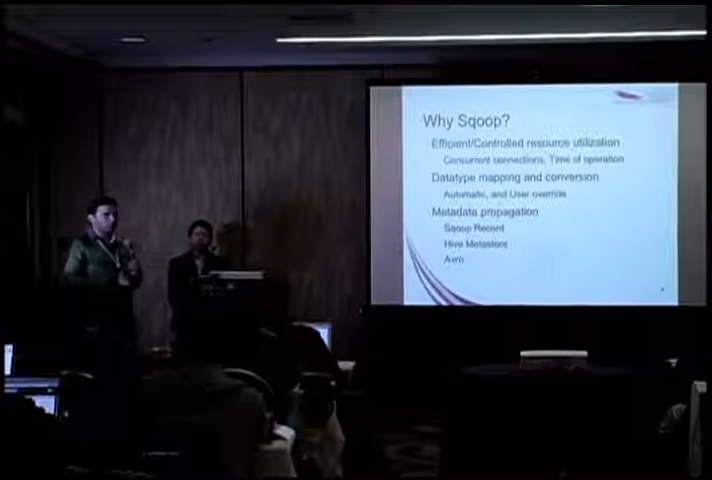 Why Sqoop?
Efficient/Controlled resource utilization
Concurrent connections, Time of operation
Datatype mapping and conversion
Automatic, and User override
Metadata propagation
Sqoop Record
Hive Metastore
Avro